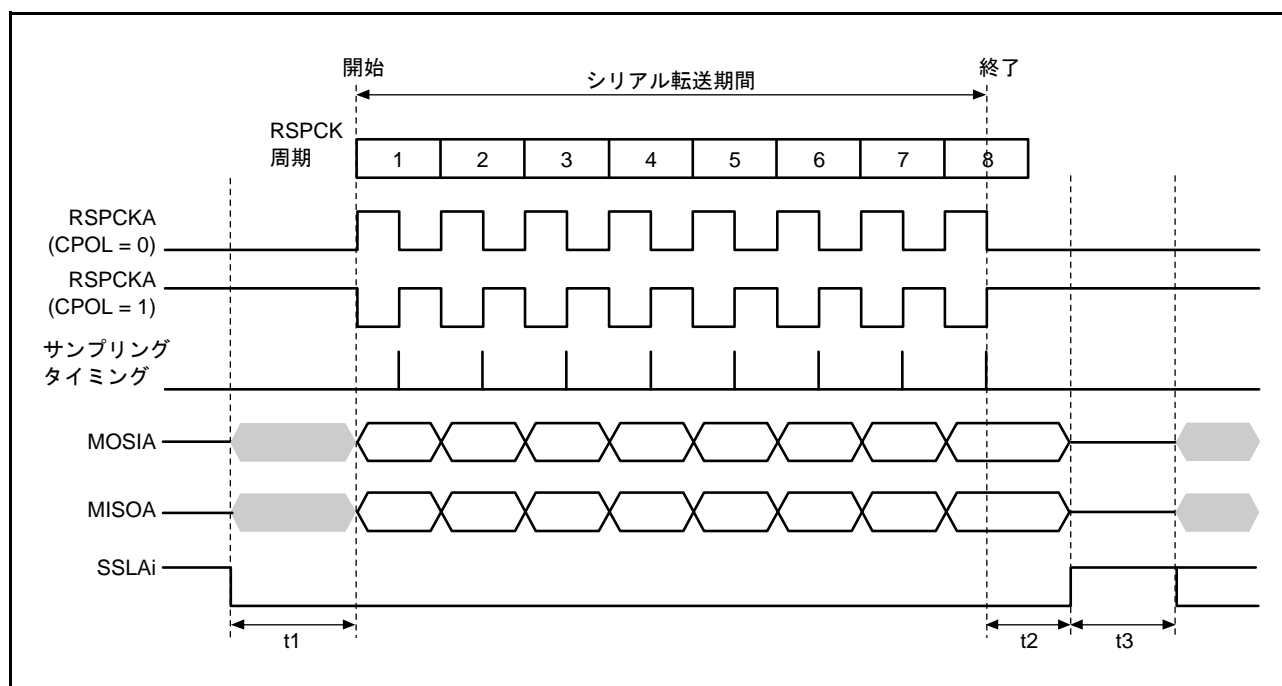 開始
終了
シリアル転送期間
RSPCK
周期
1 2 3 4 5 6 7 8
RSPCKA
(CPOL = 0)
RSPCKA
(CPOL = 1)
サンプリング
タイミング
MOSIA
MISOA
SSLAi
t1
t2
t3